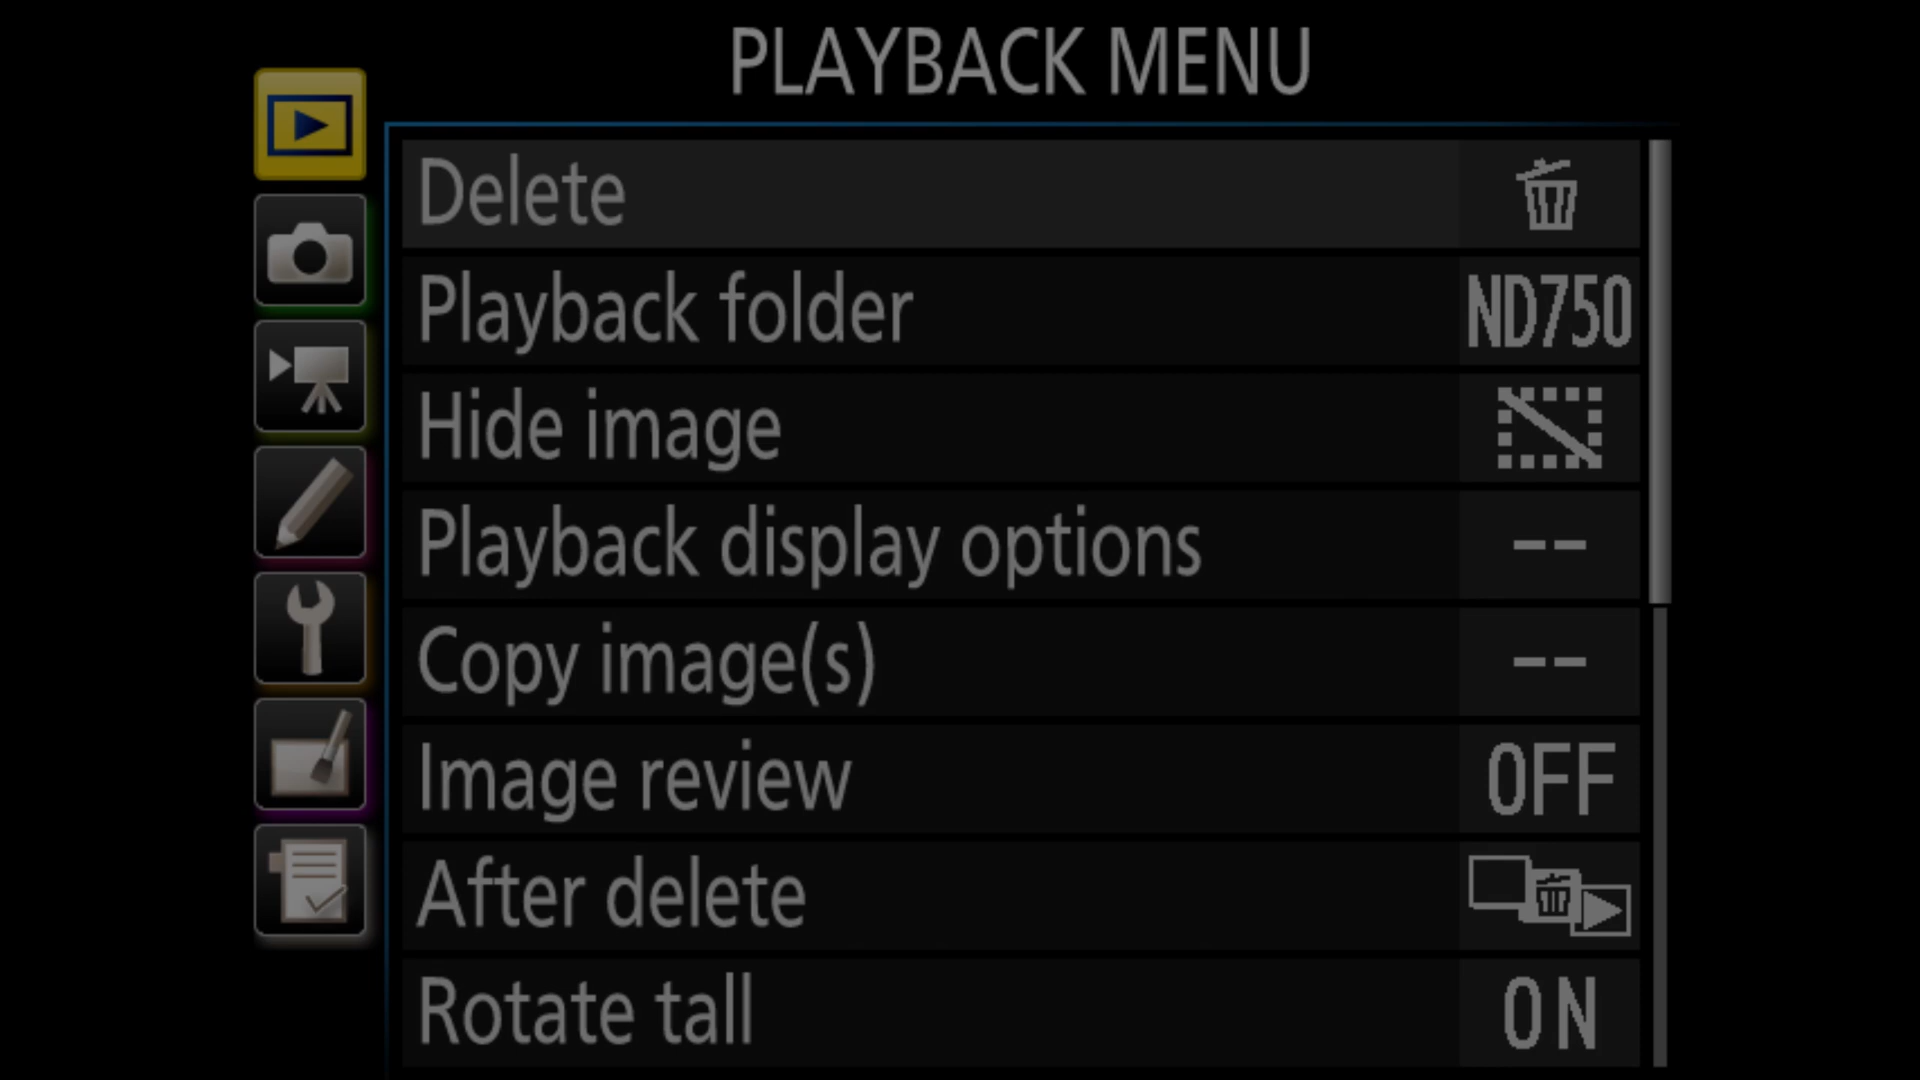 PLAYBACK MENU
Delete
Playback folder ND750
Hide image
Playback display options --
Copy image(s) --
Image review OFF
After delete
Rotate tall ON